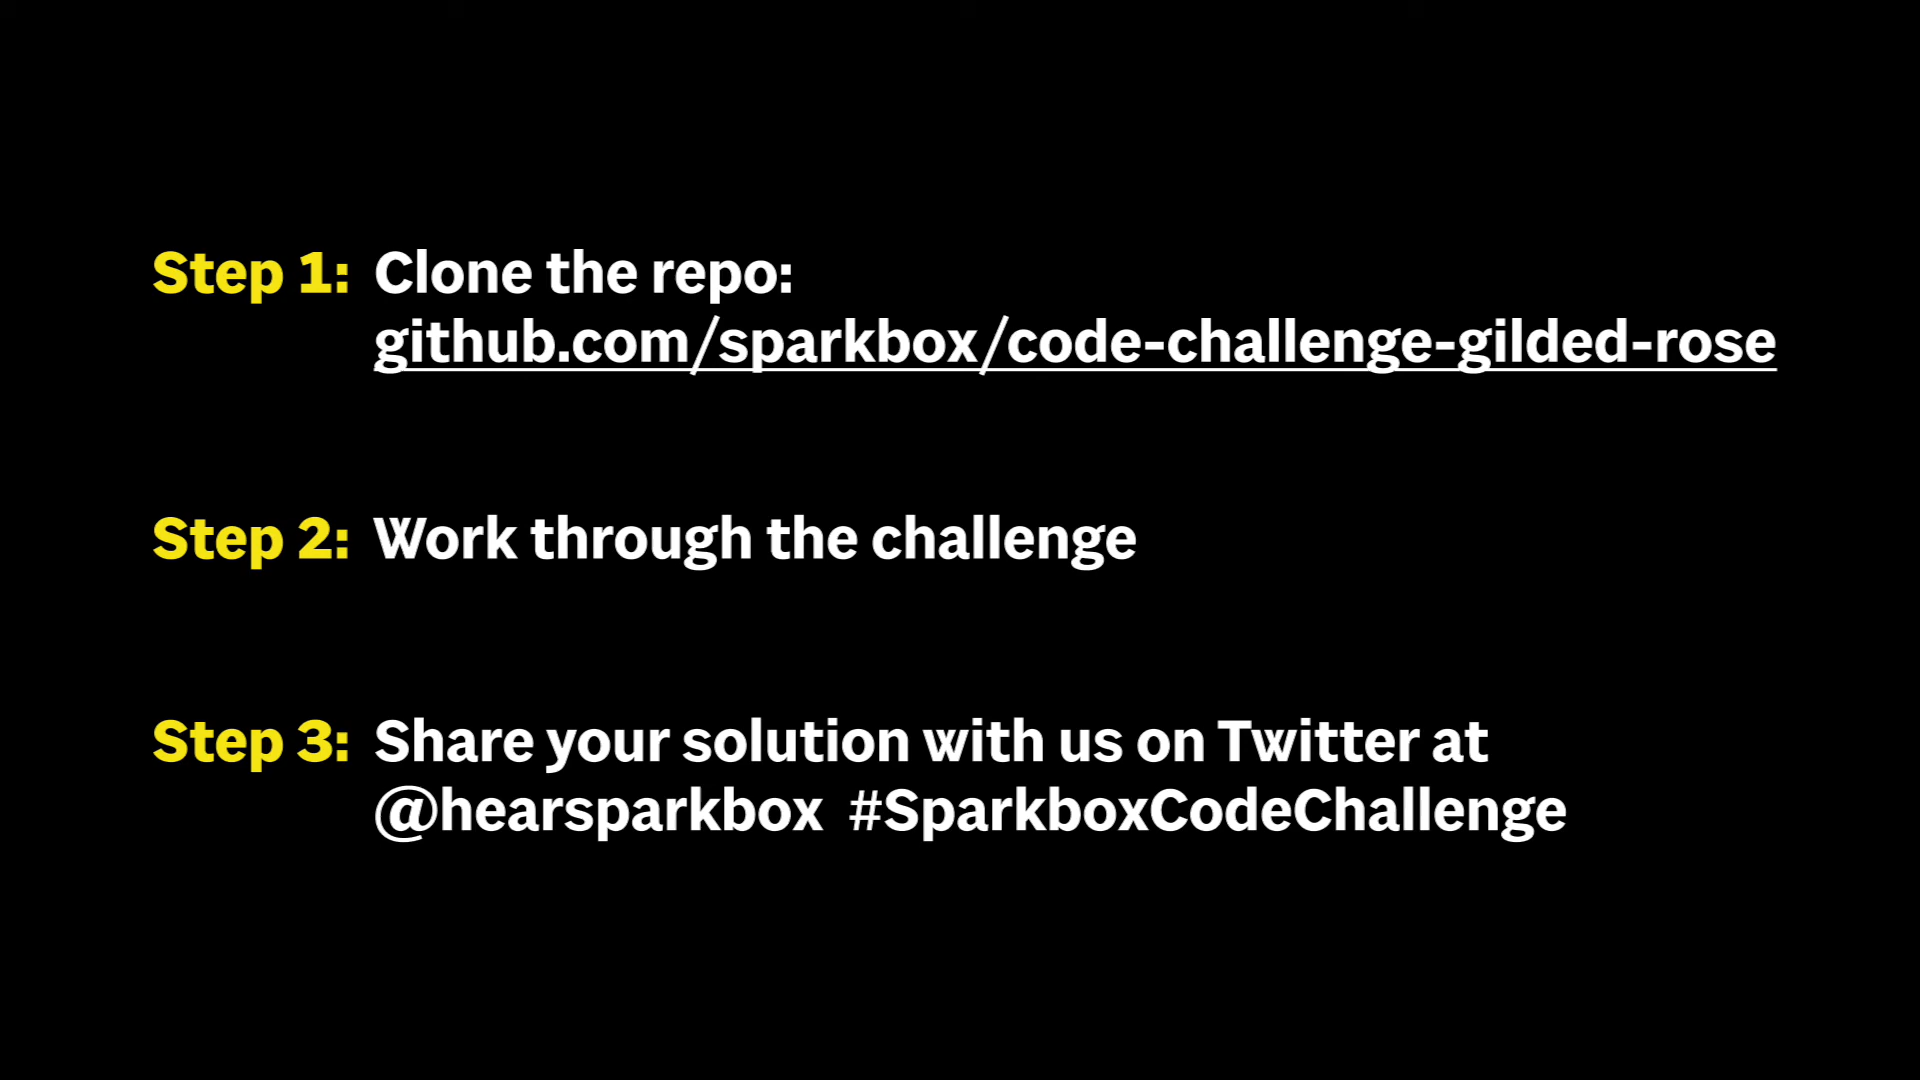 Step 1: Clone the repo:
github.com/sparkbox/code-challenge-gilded-rose
Step 2: Work through the challenge
Step 3: Share your solution with us on Twitter at
@hearsparkbox #SparkboxCodeChallenge